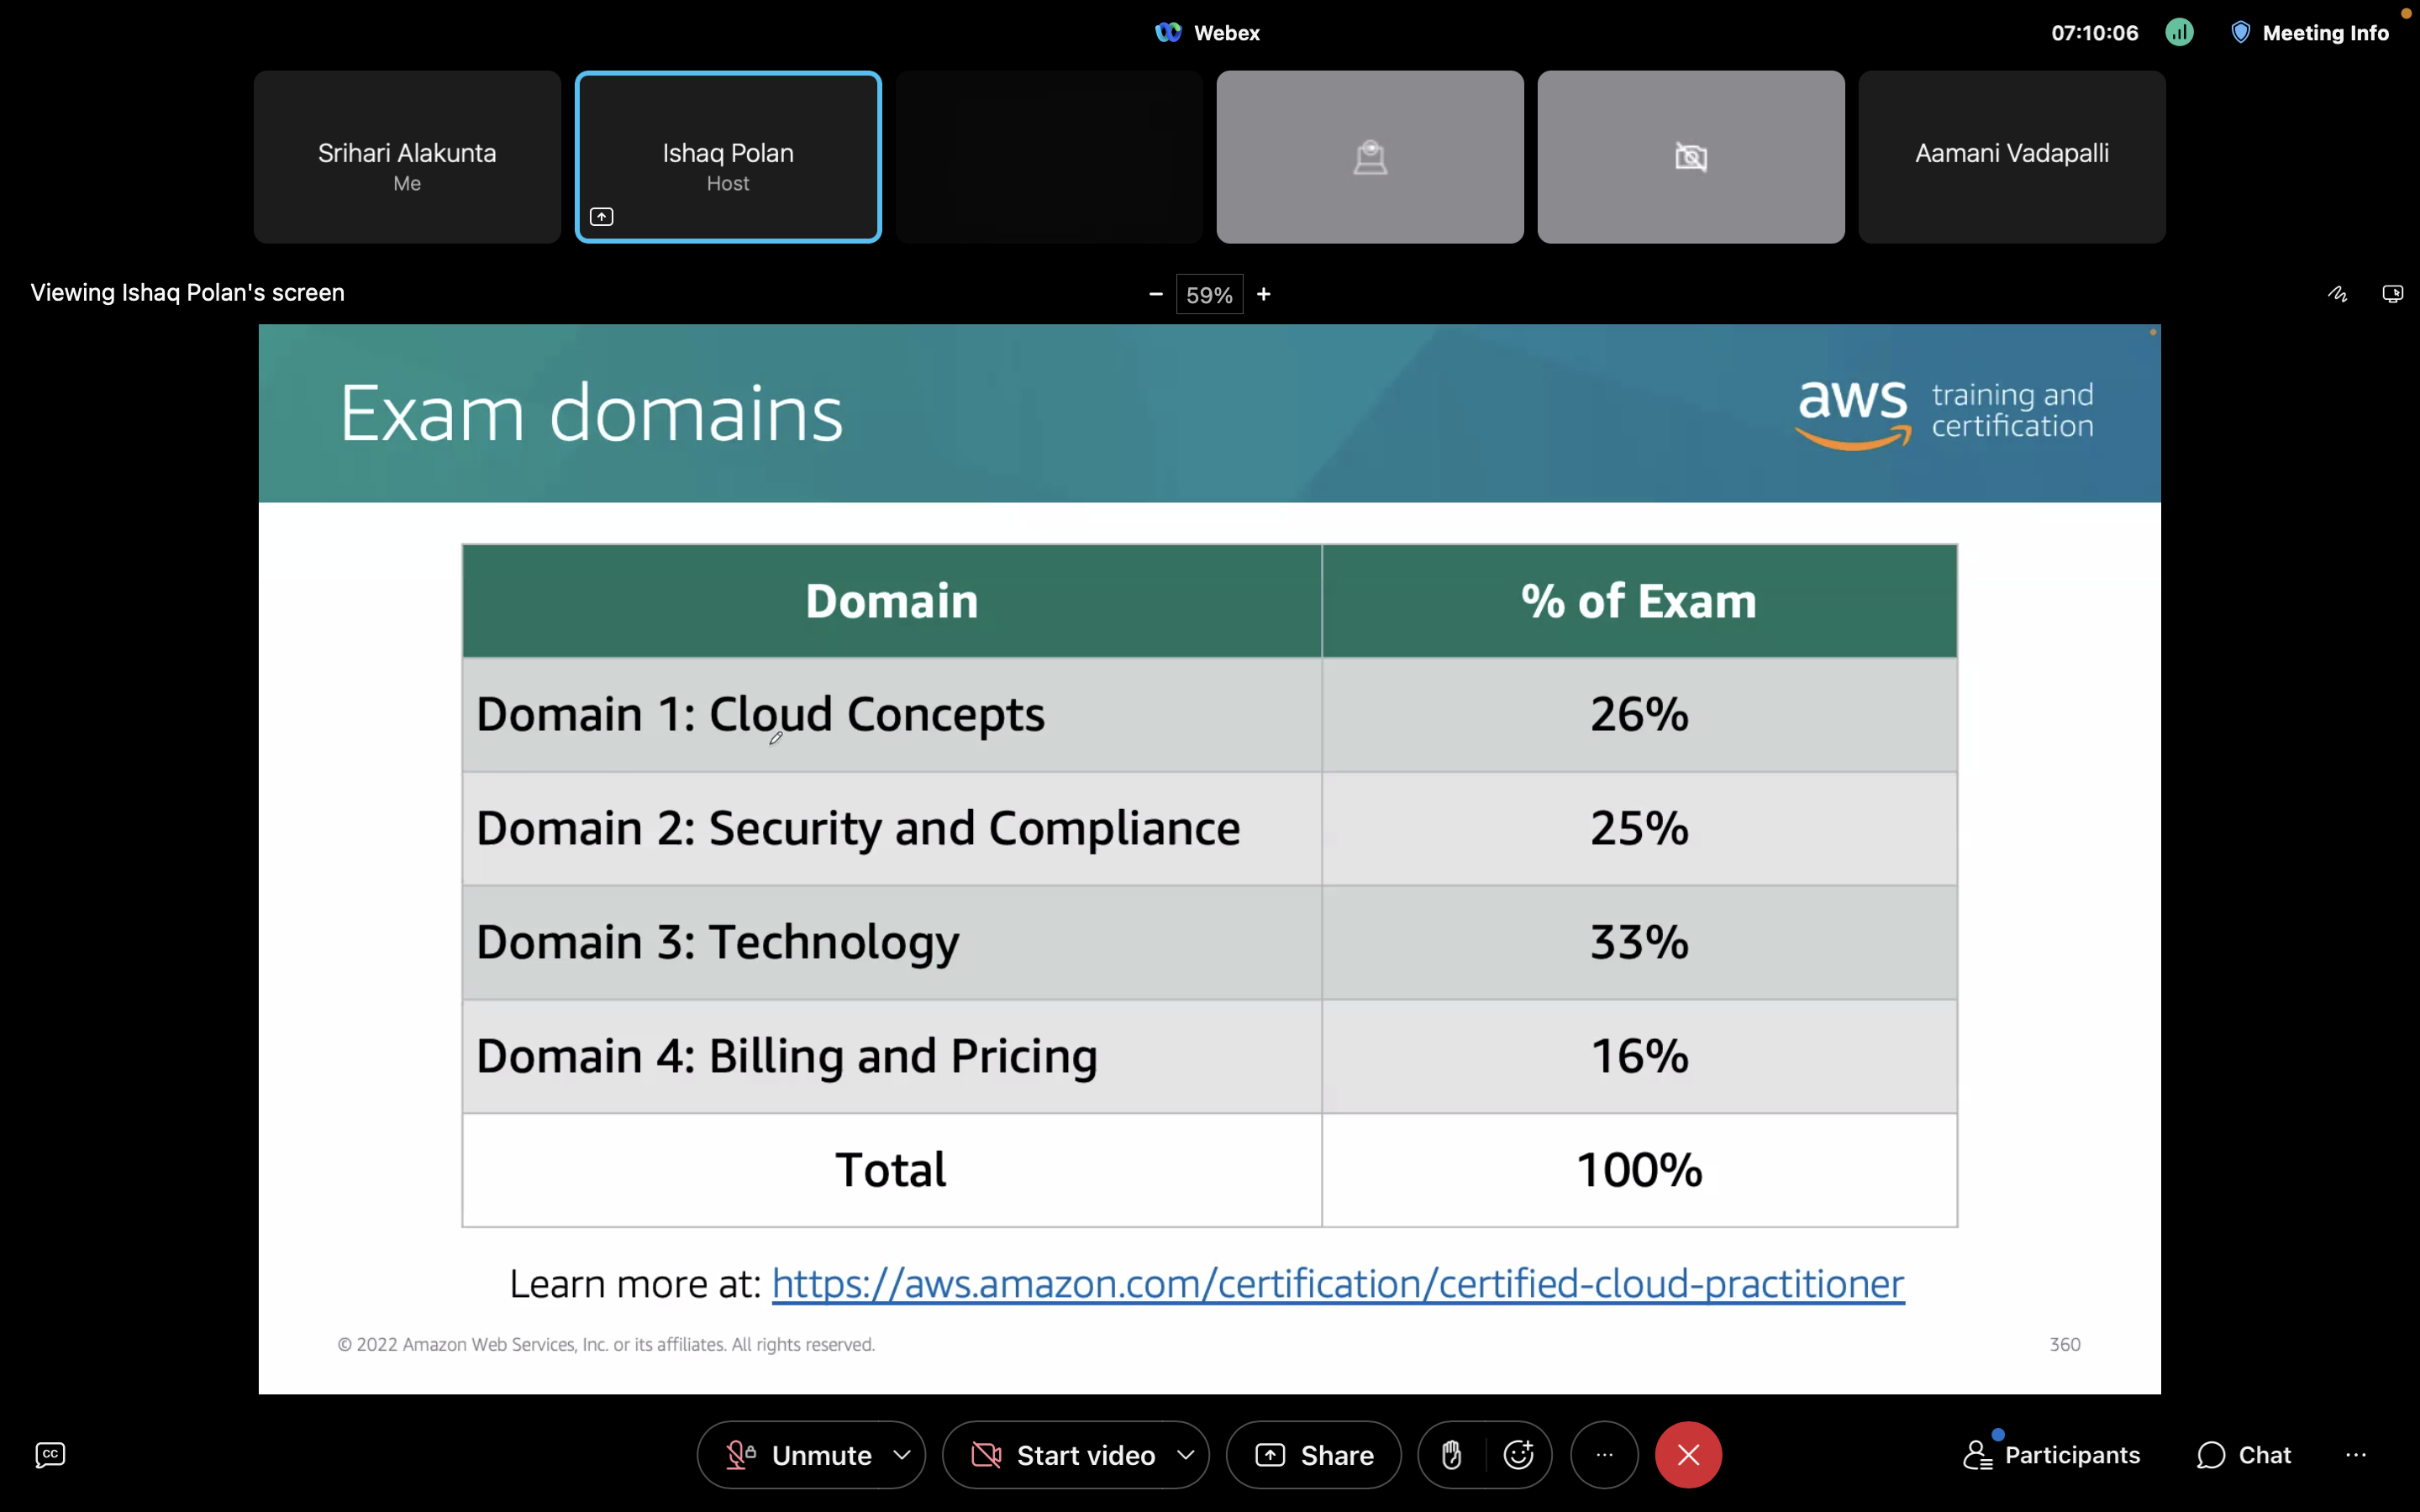 Webex
07:10:06
Meeting Info
Srihari Alakunta
Me
Ishaq Polan
Host
Aamani Vadapalli
Viewing Ishaq Polan's screen
59%
Exam domains
aws training and certification
Domain % of Exam
Domain 1: Cloud Concepts 26%
Domain 2: Security and Compliance 25%
Domain 3: Technology 33%
Domain 4: Billing and Pricing 16%
Total 100%
Learn more at: https://aws.amazon.com/certification/certified-cloud-practitioner
© 2022 Amazon Web Services, Inc. or its affiliates. All rights reserved.
360
CC
Unmute
Start video
Share
Participants
Chat